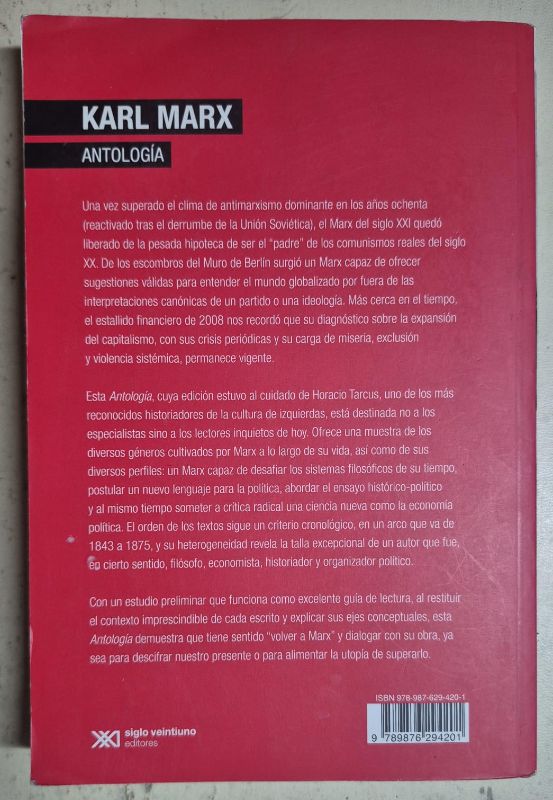 KARL MARX
ANTOLOGÍA
Una vez superado el clima de antimarxismo dominante en los años ochenta
(reactivado tras el derrumbe de la Unión Soviética), el Marx del siglo XXI quedó
liberado de la pesada hipoteca de ser el "padre" de los comunismos reales del siglo
XX. De los escombros del Muro de Berlín surgió un Marx capaz de ofrecer
sugestiones válidas para entender el mundo globalizado por fuera de las
interpretaciones canónicas de un partido o una ideología. Más cerca en el tiempo,
el estallido financiero de 2008 nos recordó que su diagnóstico sobre la expansión
del capitalismo, con sus crisis periódicas y su carga de miseria, exclusión
y violencia sistémica, permanece vigente.
Esta Antología, cuya edición estuvo al cuidado de Horacio Tarcus, uno de los más
reconocidos historiadores de la cultura de izquierdas, está destinada no a los
especialistas sino a los lectores inquietos de hoy. Ofrece una muestra de los
diversos géneros cultivados por Marx a lo largo de su vida, así como de sus
diversos perfiles: un Marx capaz de desafiar los sistemas filosóficos de su tiempo,
postular un nuevo lenguaje para la política, abordar el ensayo histórico-político
y al mismo tiempo someter a crítica radical una ciencia nueva como la economía
política. El orden de los textos sigue un criterio cronológico, en un arco que va de
1843 a 1875, y su heterogeneidad revela la talla excepcional de un autor que fue,
en cierto sentido, filósofo, economista, historiador y organizador político.
Con un estudio preliminar que funciona como excelente guía de lectura, al restituir
el contexto imprescindible de cada escrito y explicar sus ejes conceptuales, esta
Antología demuestra que tiene sentido "volver a Marx" y dialogar con su obra, ya
sea para descifrar nuestro presente o para alimentar la utopía de superarlo.
ISBN 978-987-629-420-1
9 789876 294201
siglo veintiuno
editores